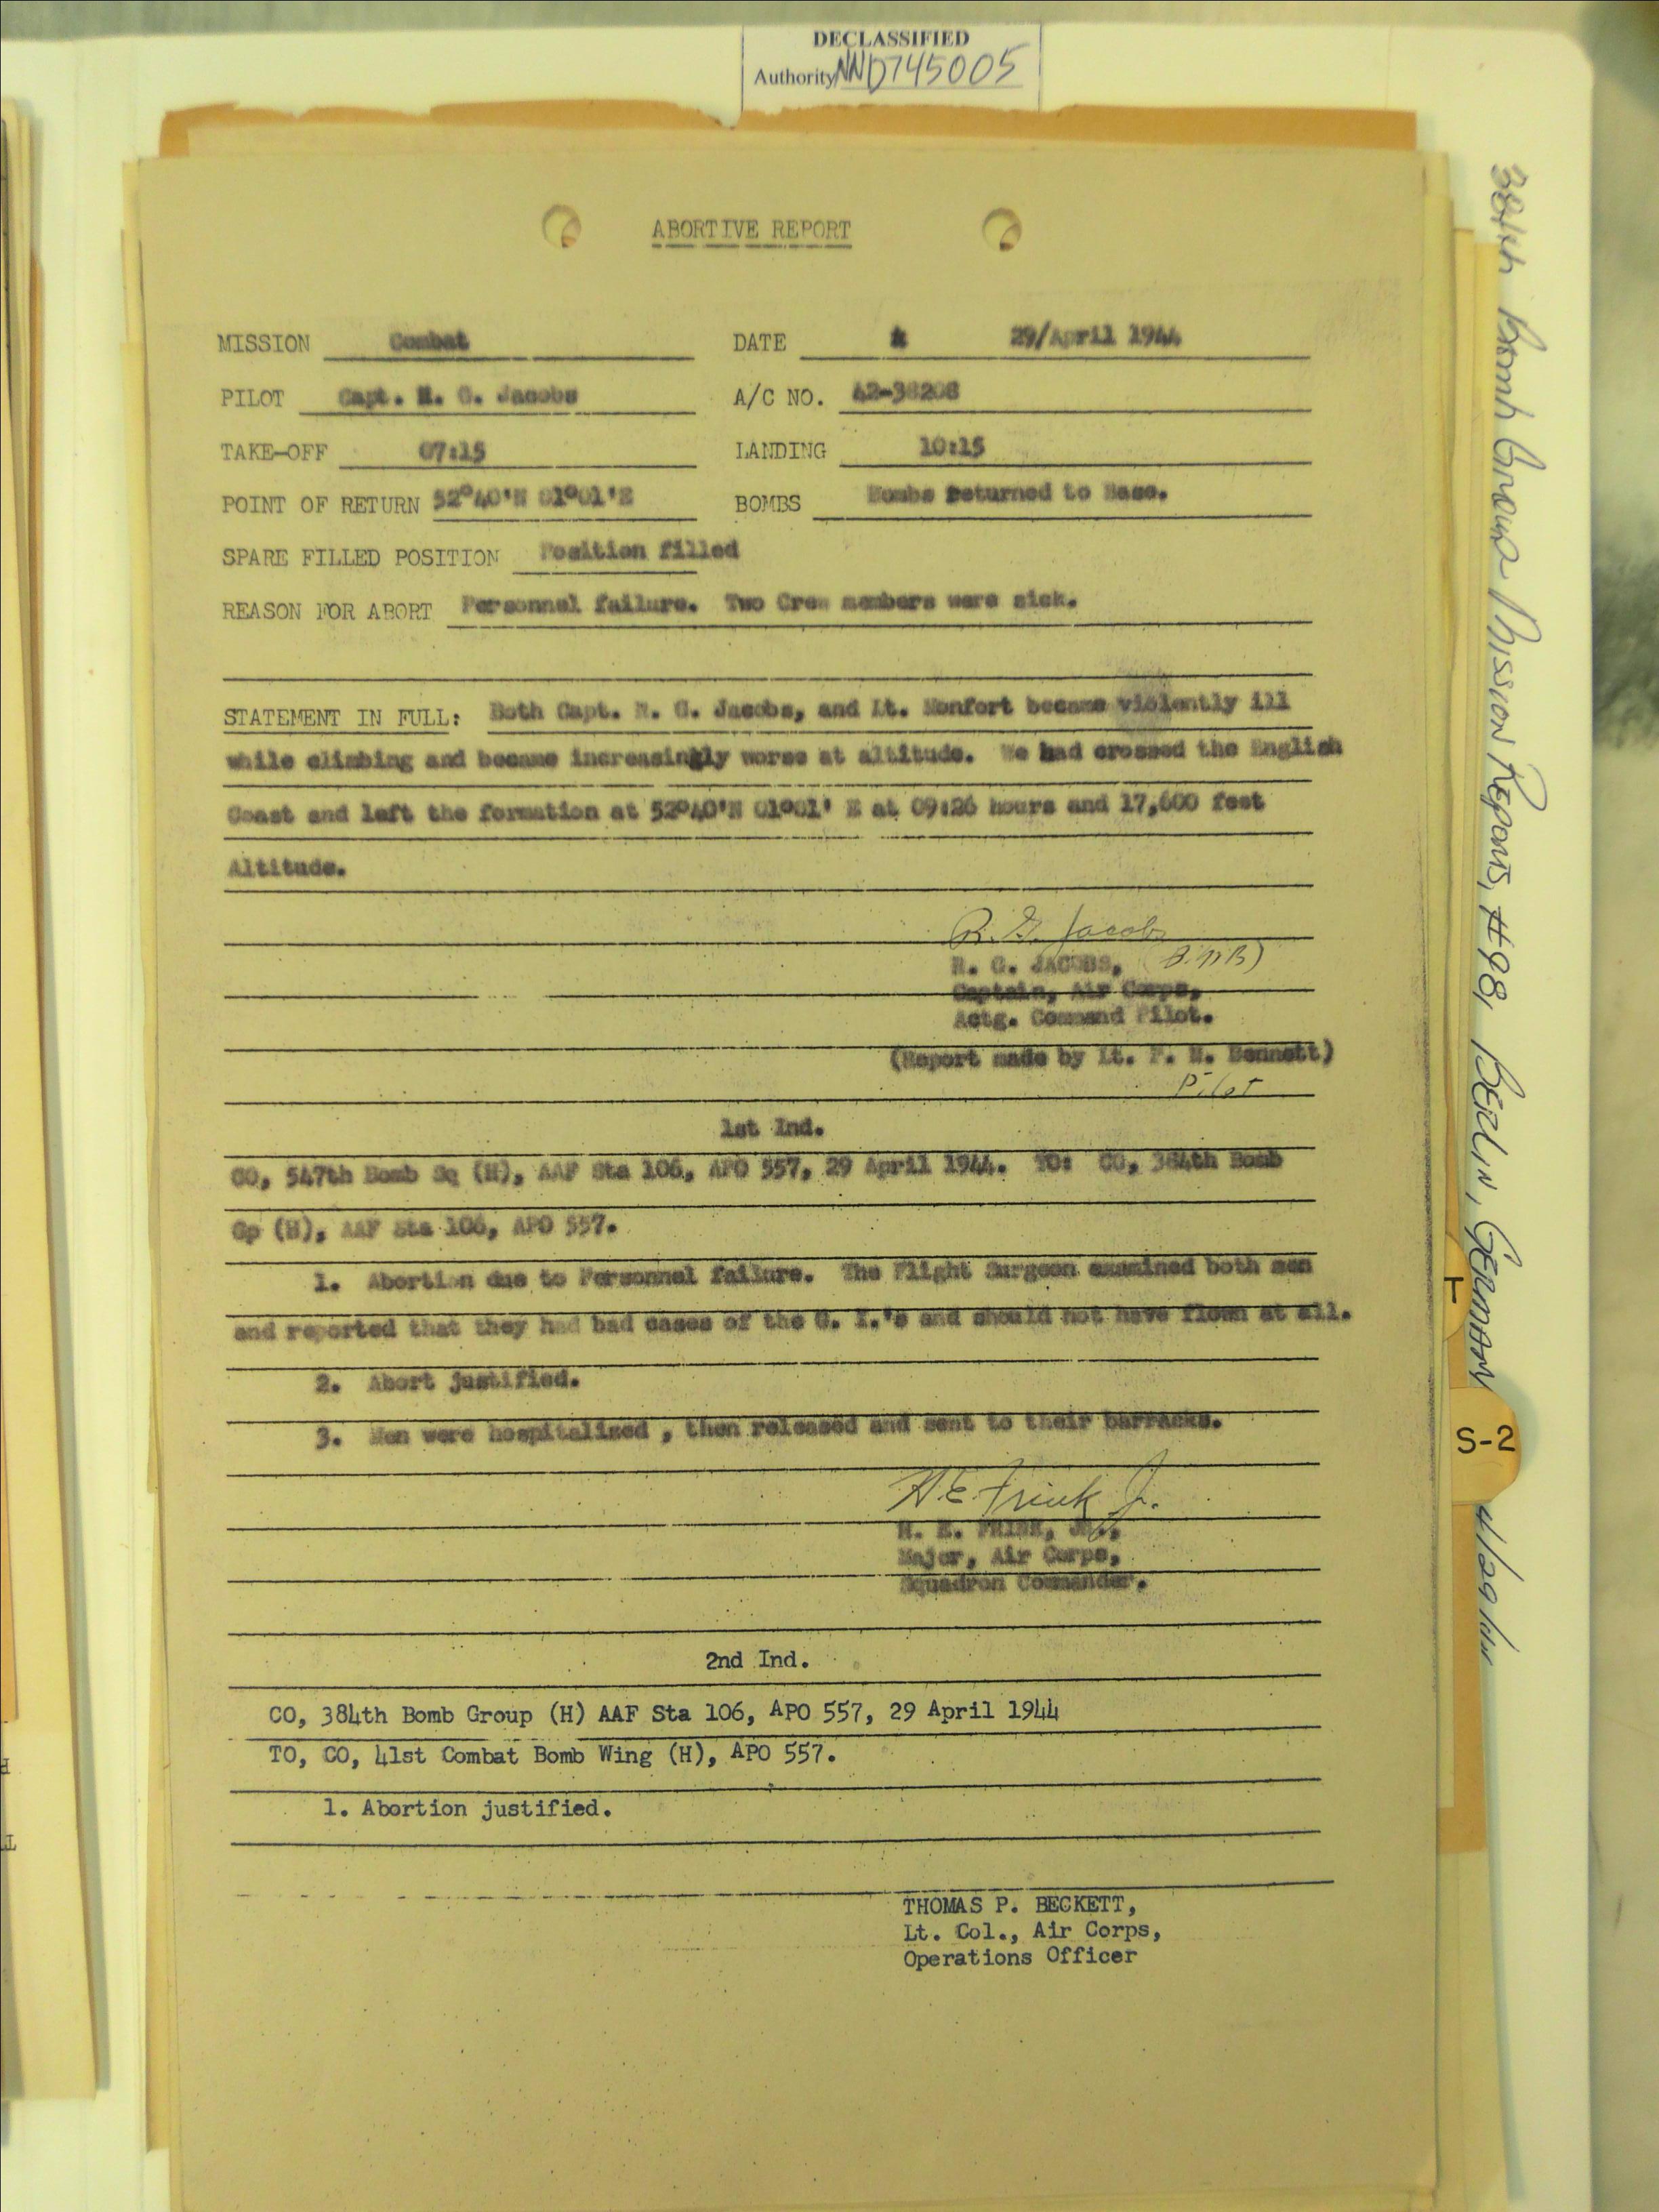 DECLASSIFIED
Authority NND745005
ABORTIVE REPORT
MISSION Combat DATE 29/April 1944
PILOT Capt. R. G. Jacobs A/C NO. 42-38208
TAKE-OFF 07:15 LANDING 10:15
POINT OF RETURN 52°40'N 01°01'E BOMBS Bombs returned to Base.
SPARE FILLED POSITION Position filled
REASON FOR ABORT Personnel failure. Two Crew members were sick.
STATEMENT IN FULL: Both Capt. R. G. Jacobs, and Lt. Monfort became violently ill
while climbing and became increasingly worse at altitude. We had crossed the English
Coast and left the formation at 52°40'N 01°01' E at 09:26 hours and 17,600 feet
Altitude.
R. G. Jacobs
R. G. JACOBS,
Captain, Air Corps,
Actg. Command Pilot.
(Report made by Lt. F. N. Bennett)
Pilot
1st Ind.
CO, 547th Bomb Sq (H), AAF Sta 106, APO 557, 29 April 1944. TO: CO, 384th Bomb
Gp (H), AAF Sta 106, APO 557.
1. Abortion due to Personnel failure. The Flight Surgeon examined both men
and reported that they had bad cases of the G. I.'s and should not have flown at all.
2. Abort justified.
3. Men were hospitalized , then released and sent to their barracks.
H. E. Frink Jr.
H. E. FRINK, JR.,
Major, Air Corps,
Squadron Commander.
2nd Ind.
CO, 384th Bomb Group (H) AAF Sta 106, APO 557, 29 April 1944
TO, CO, 41st Combat Bomb Wing (H), APO 557.
1. Abortion justified.
THOMAS P. BECKETT,
Lt. Col., Air Corps,
Operations Officer
384th Bomb Group Mission Reports, #98, BERLIN, GERMANY 4/29/44
T
S-2